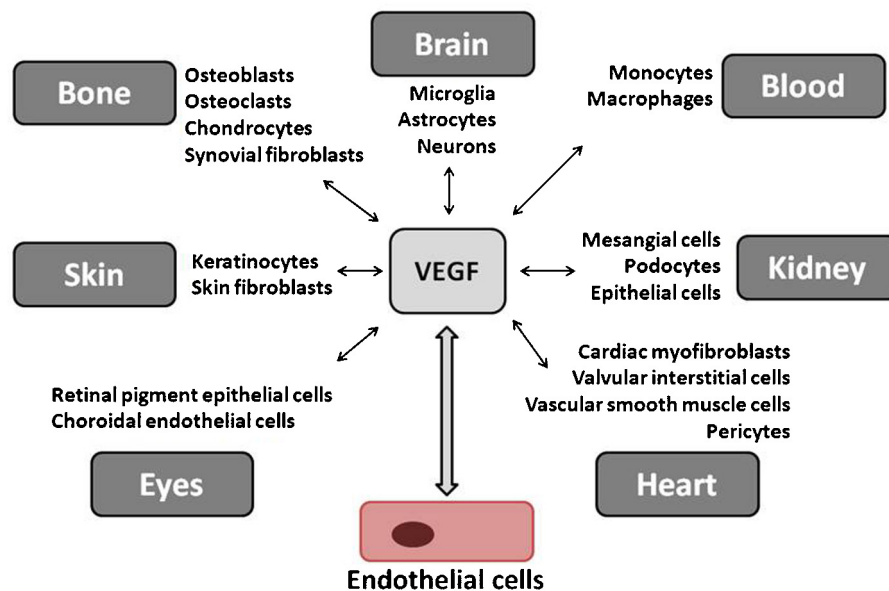 Brain
Microglia
Astrocytes
Neurons
Bone
Osteoblasts
Osteoclasts
Chondrocytes
Synovial fibroblasts
Monocytes
Macrophages
Blood
Skin
Keratinocytes
Skin fibroblasts
VEGF
Mesangial cells
Podocytes
Epithelial cells
Kidney
Retinal pigment epithelial cells
Choroidal endothelial cells
Eyes
Cardiac myofibroblasts
Valvular interstitial cells
Vascular smooth muscle cells
Pericytes
Heart
Endothelial cells